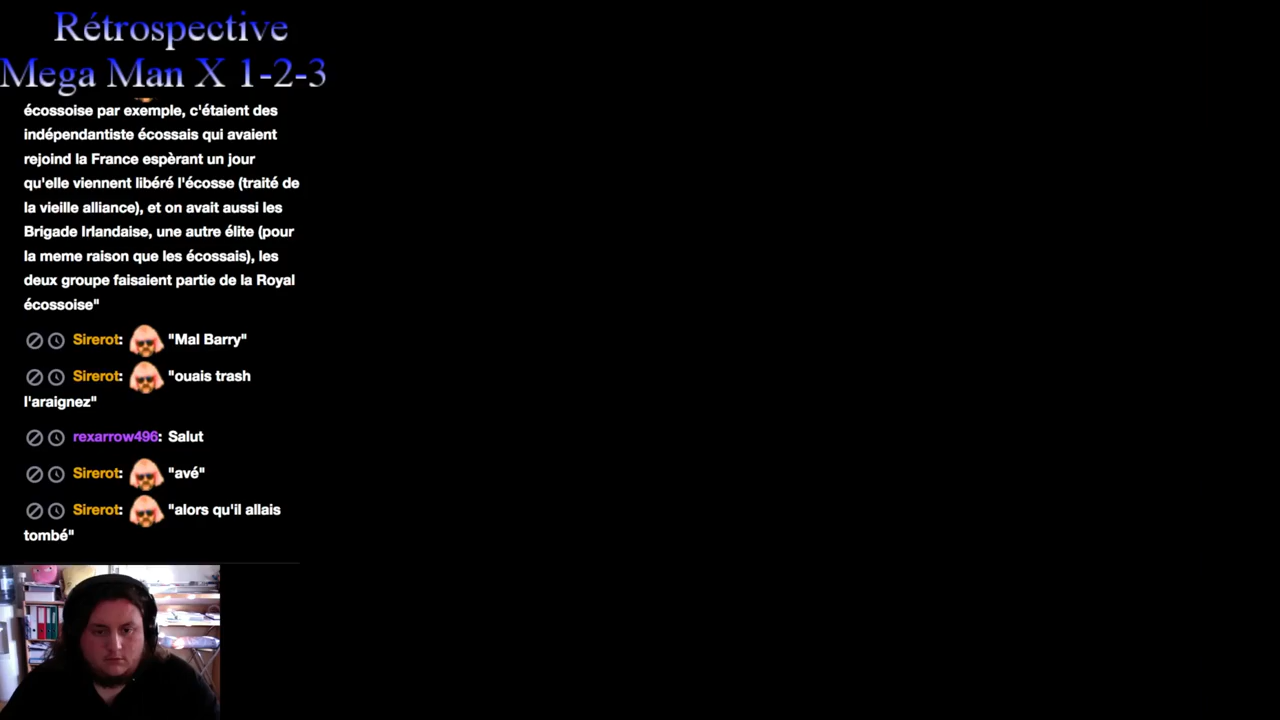 Rétrospective
Mega Man X 1-2-3
écossoise par exemple, c'étaient des
indépendantiste écossais qui avaient
rejoind la France espèrant un jour
qu'elle viennent libéré l'écosse (traité de
la vieille alliance), et on avait aussi les
Brigade Irlandaise, une autre élite (pour
la meme raison que les écossais), les
deux groupe faisaient partie de la Royal
écossoise"
Sirerot: "Mal Barry"
Sirerot: "ouais trash
l'araignez"
rexarrow496: Salut
Sirerot: "avé"
Sirerot: "alors qu'il allais
tombé"